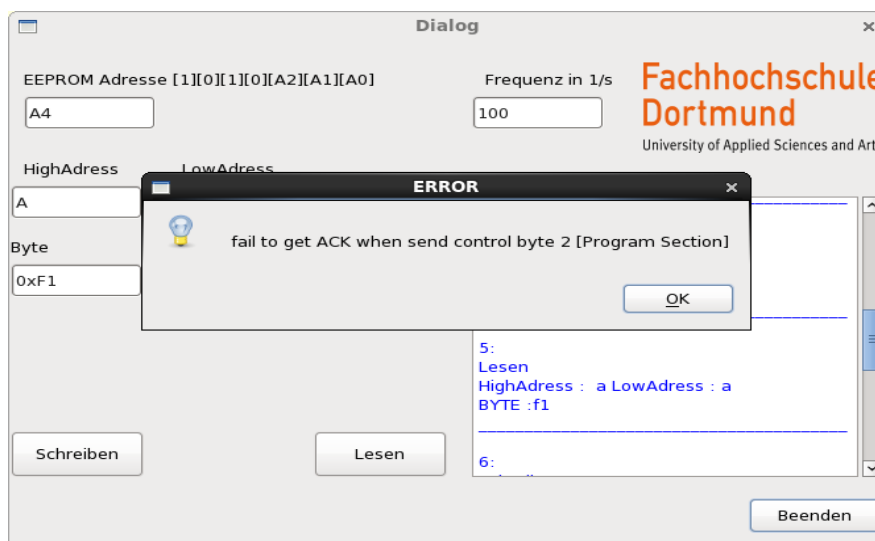 Dialog
EEPROM Adresse [1][0][1][0][A2][A1][A0]
Frequenz in 1/s
A4
100
Fachhochschule
Dortmund
University of Applied Sciences and Art
HighAdress
LowAdress
A
ERROR
fail to get ACK when send control byte 2 [Program Section]
OK
Byte
0xF1
5:
Lesen
HighAdress : a LowAdress : a
BYTE :f1
6:
Schreiben
Lesen
Beenden